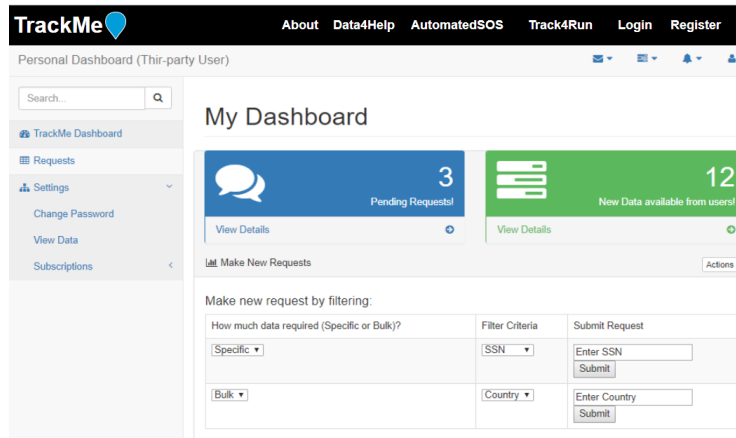 TrackMe
About Data4Help AutomatedSOS Track4Run Login Register
Personal Dashboard (Thir-party User)
Search...
TrackMe Dashboard
Requests
Settings
Change Password
View Data
Subscriptions
My Dashboard
3
Pending Requests!
View Details
12
New Data available from users!
View Details
Make New Requests
Actions
Make new request by filtering:
How much data required (Specific or Bulk)? Filter Criteria Submit Request
Specific SSN Enter SSN
Submit
Bulk Country Enter Country
Submit